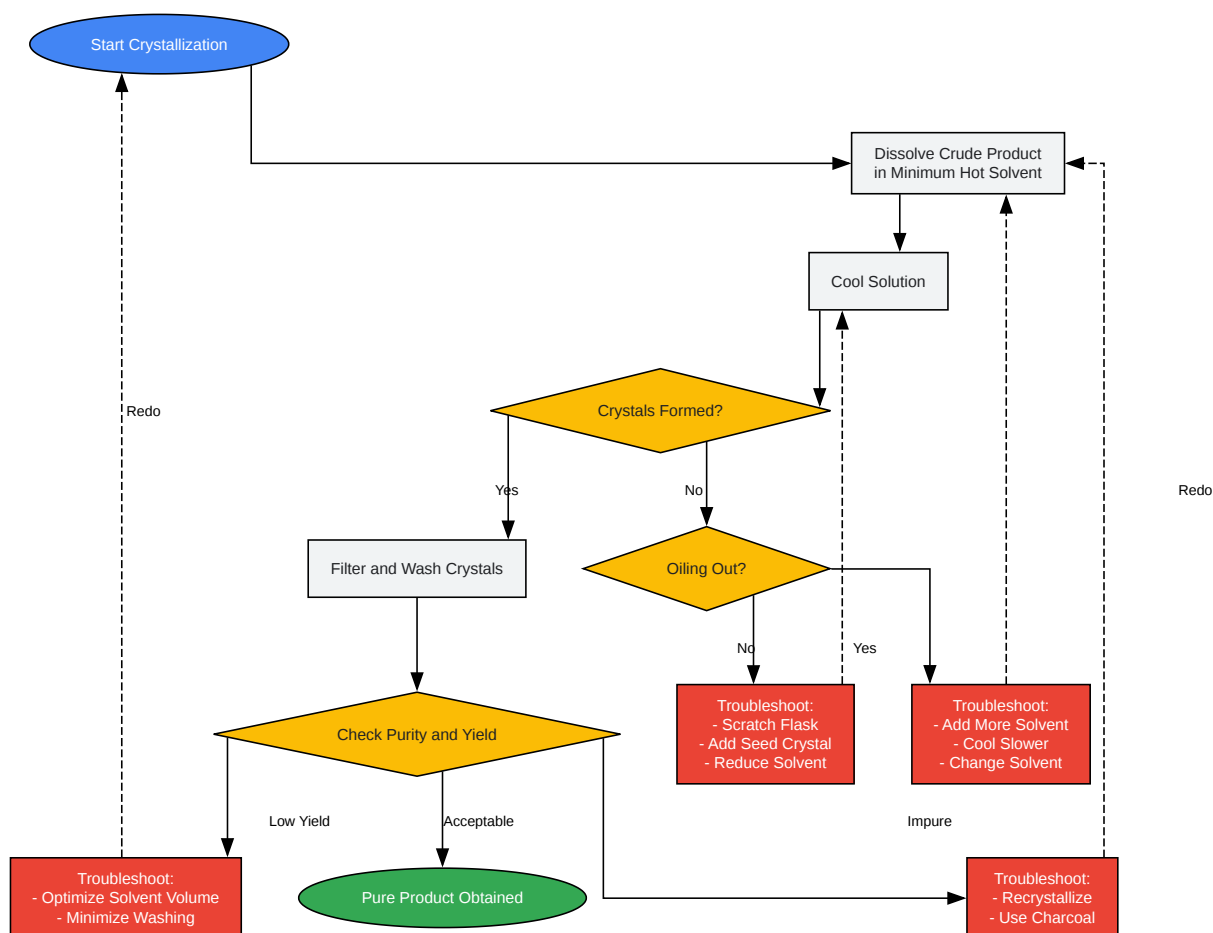 Start Crystallization
Dissolve Crude Product
in Minimum Hot Solvent
Cool Solution
Crystals Formed?
Redo
Yes
No
Redo
Filter and Wash Crystals
Oiling Out?
No
Yes
Troubleshoot:
- Scratch Flask
- Add Seed Crystal
- Reduce Solvent
Troubleshoot:
- Add More Solvent
- Cool Slower
- Change Solvent
Check Purity and Yield
Low Yield
Acceptable
Impure
Troubleshoot:
- Optimize Solvent Volume
- Minimize Washing
Pure Product Obtained
Troubleshoot:
- Recrystallize
- Use Charcoal